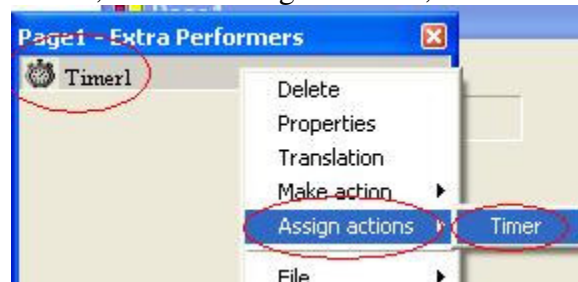 Page1 - Extra Performers
Timer1
Delete
Properties
Translation
Make action
Assign actions
Timer
File